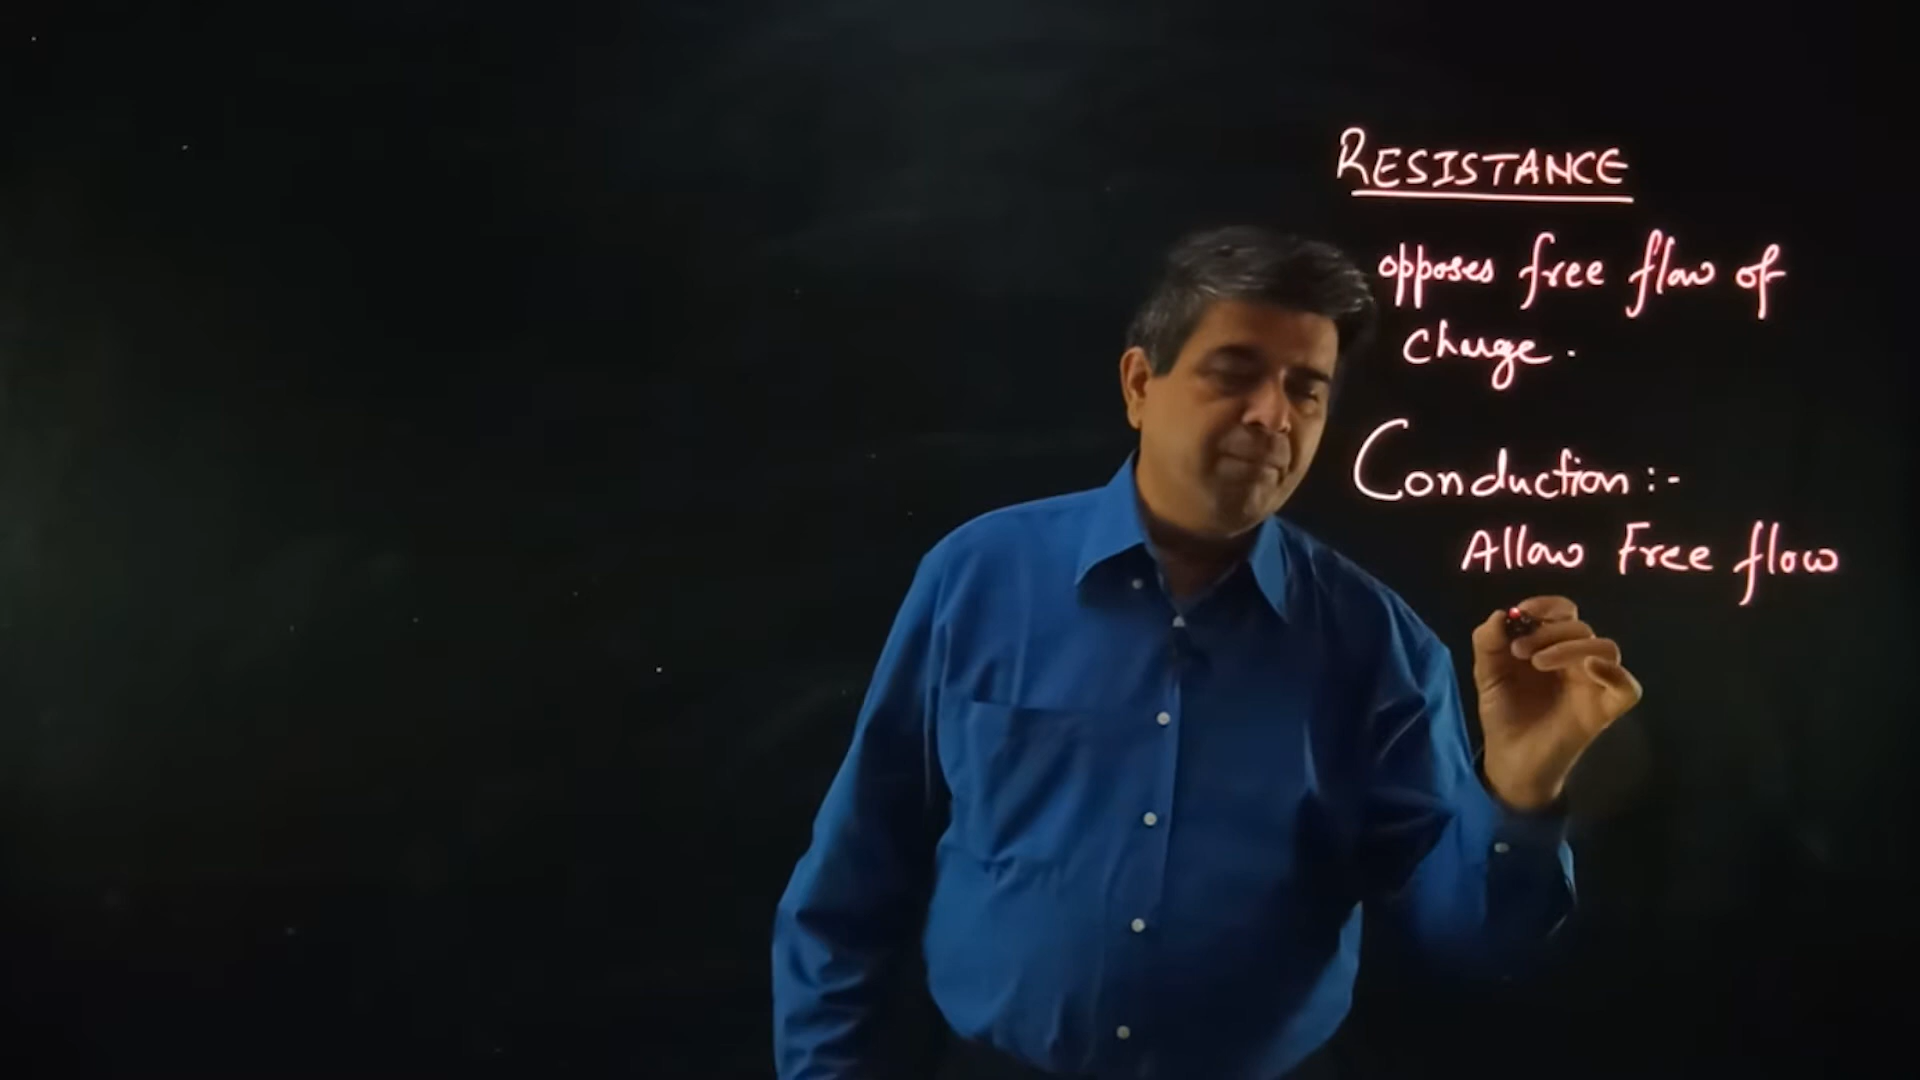 RESISTANCE
opposes free flow of
charge.
Conduction :-
Allow Free flow